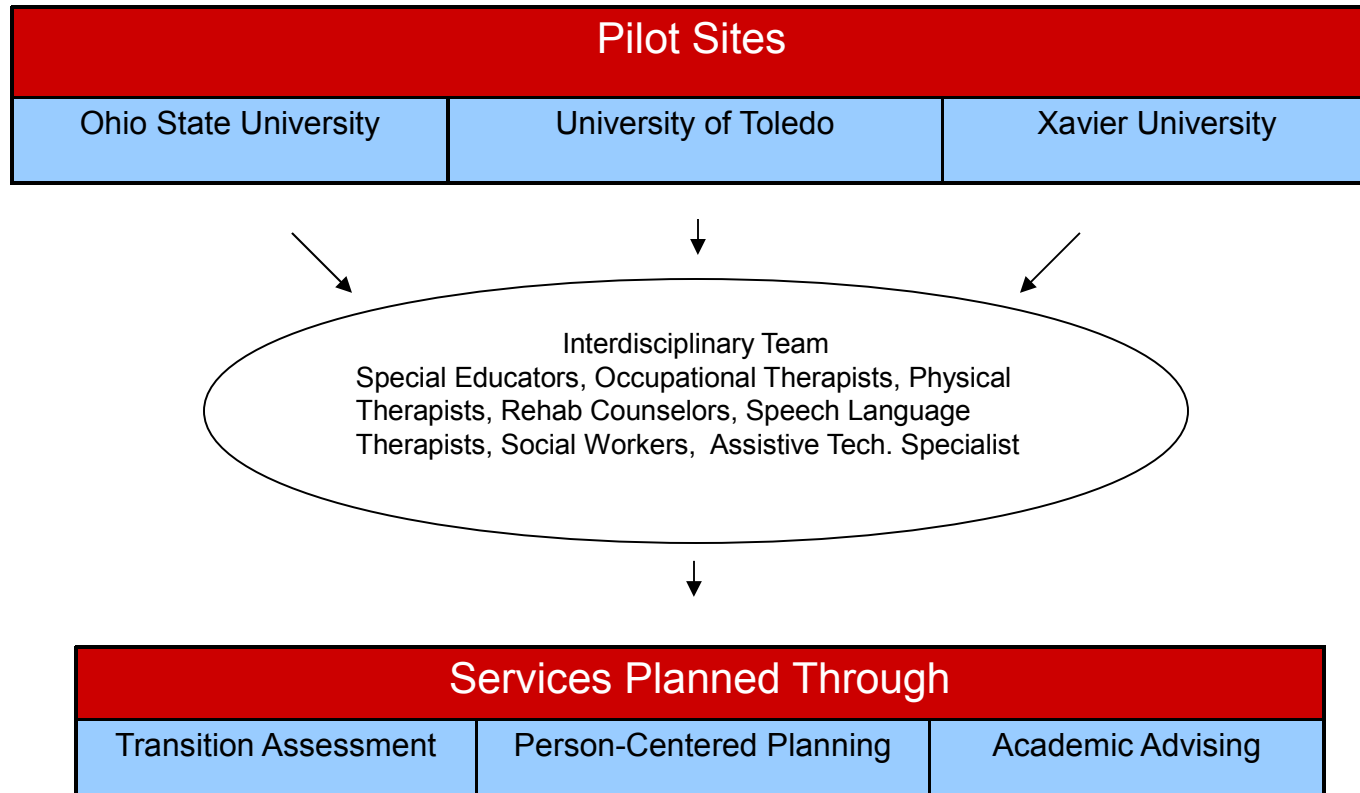 Pilot Sites
Ohio State University
University of Toledo
Xavier University
Interdisciplinary Team
Special Educators, Occupational Therapists, Physical
Therapists, Rehab Counselors, Speech Language
Therapists, Social Workers,  Assistive Tech. Specialist
Services Planned Through
Transition Assessment
Person-Centered Planning
Academic Advising